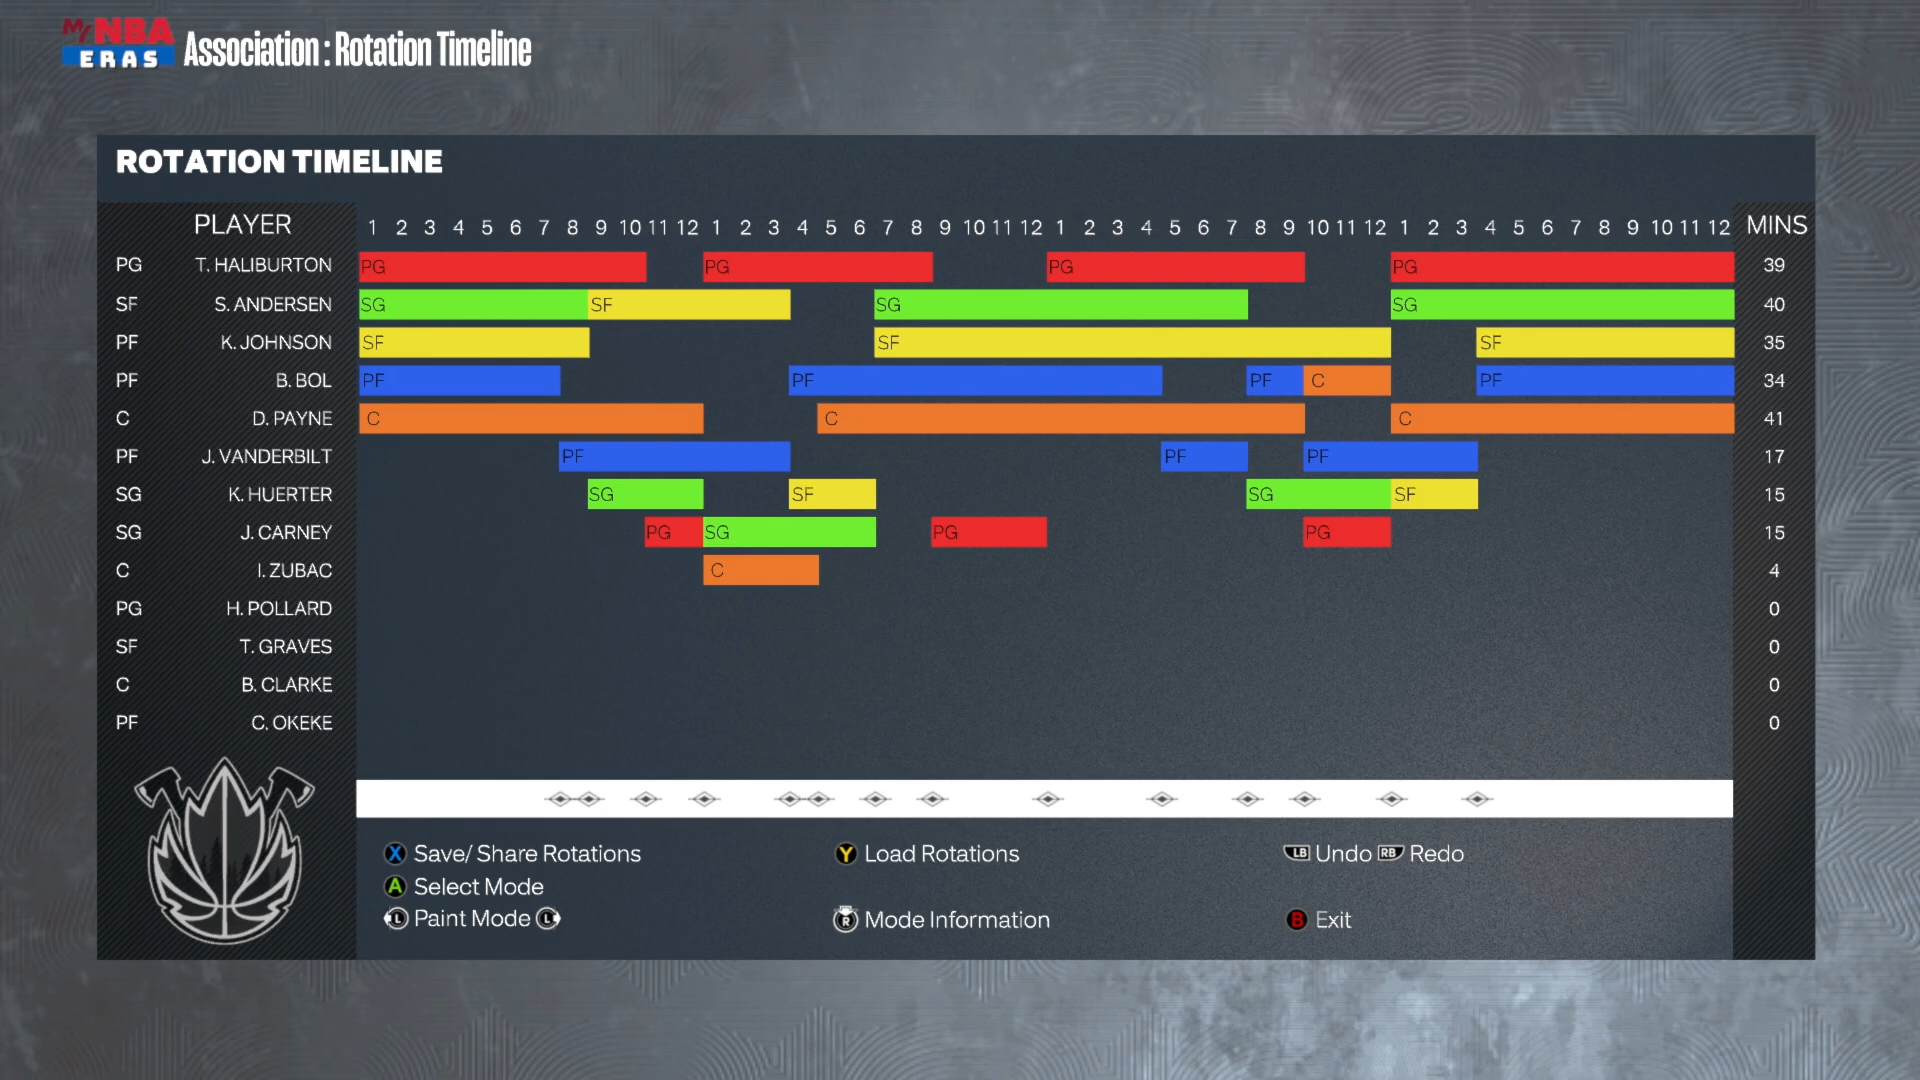 My NBA
ERAS Association : Rotation Timeline
ROTATION TIMELINE
PLAYER 1 2 3 4 5 6 7 8 9 10 11 12 1 2 3 4 5 6 7 8 9 10 11 12 1 2 3 4 5 6 7 8 9 10 11 12 1 2 3 4 5 6 7 8 9 10 11 12 MINS
PG T. HALIBURTON PG PG PG PG 39
SF S. ANDERSEN SG SF SG SG 40
PF K. JOHNSON SF SF SF 35
PF B. BOL PF PF PF C PF 34
C D. PAYNE C C C 41
PF J. VANDERBILT PF PF PF 17
SG K. HUERTER SG SF SG SF 15
SG J. CARNEY PG SG PG PG 15
C I. ZUBAC C 4
PG H. POLLARD 0
SF T. GRAVES 0
C B. CLARKE 0
PF C. OKEKE 0
X Save/ Share Rotations Y Load Rotations LB Undo RB Redo
A Select Mode
L Paint Mode L R Mode Information B Exit